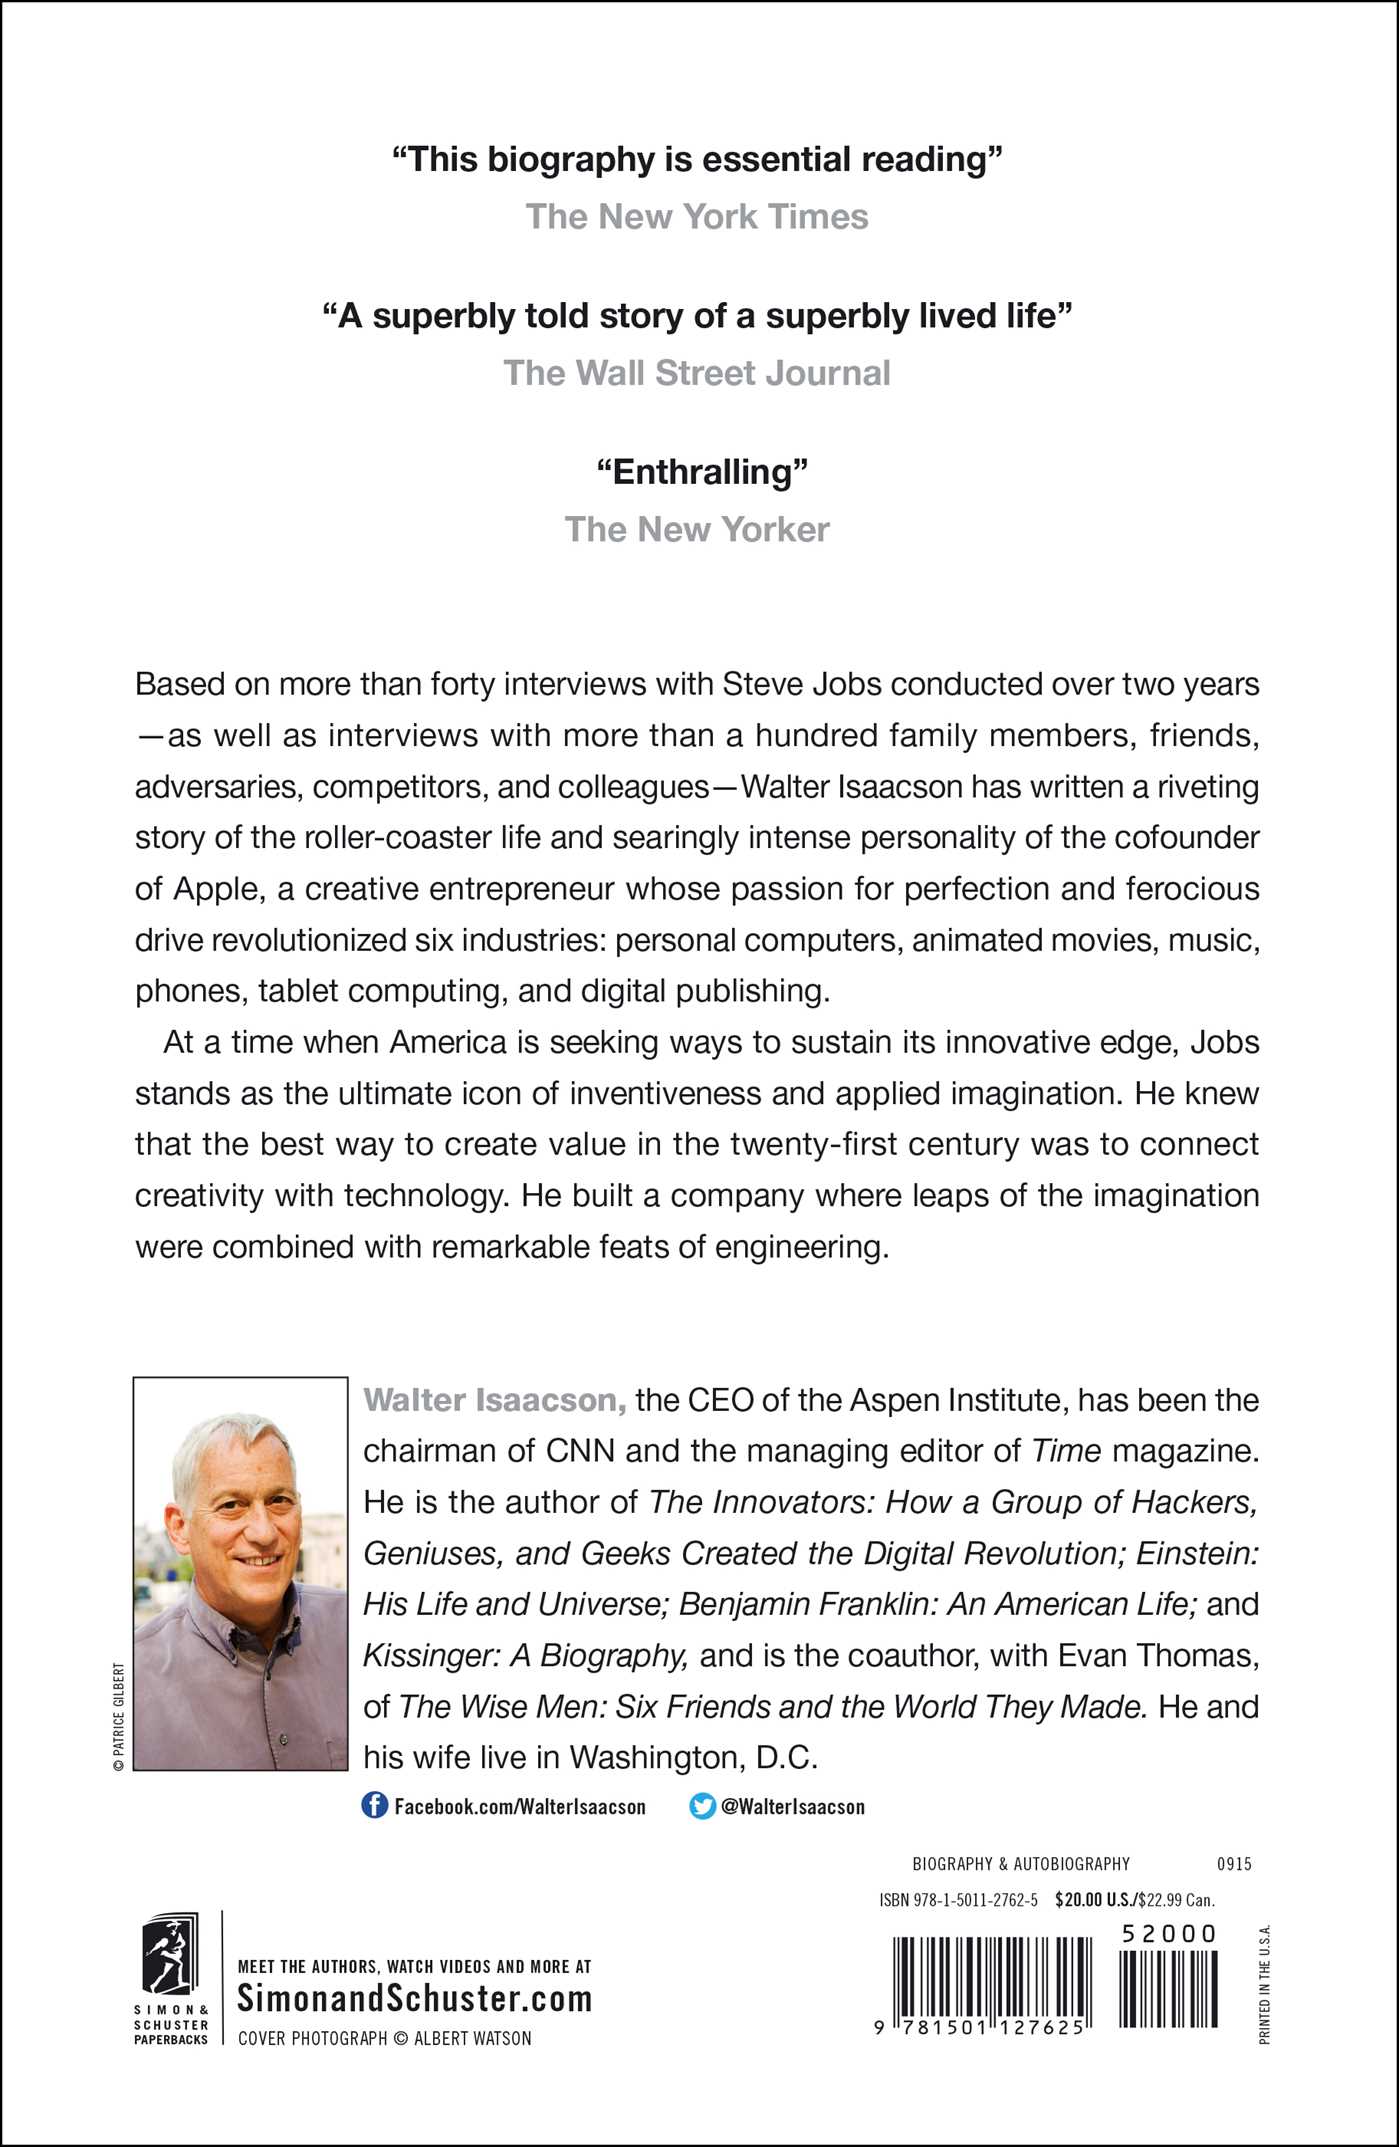 “This biography is essential reading”
The New York Times
“A superbly told story of a superbly lived life”
The Wall Street Journal
“Enthralling”
The New Yorker
Based on more than forty interviews with Steve Jobs conducted over two years
—as well as interviews with more than a hundred family members, friends,
adversaries, competitors, and colleagues—Walter Isaacson has written a riveting
story of the roller-coaster life and searingly intense personality of the cofounder
of Apple, a creative entrepreneur whose passion for perfection and ferocious
drive revolutionized six industries: personal computers, animated movies, music,
phones, tablet computing, and digital publishing.
At a time when America is seeking ways to sustain its innovative edge, Jobs
stands as the ultimate icon of inventiveness and applied imagination. He knew
that the best way to create value in the twenty-first century was to connect
creativity with technology. He built a company where leaps of the imagination
were combined with remarkable feats of engineering.
Walter Isaacson, the CEO of the Aspen Institute, has been the
chairman of CNN and the managing editor of Time magazine.
He is the author of The Innovators: How a Group of Hackers,
Geniuses, and Geeks Created the Digital Revolution; Einstein:
His Life and Universe; Benjamin Franklin: An American Life; and
Kissinger: A Biography, and is the coauthor, with Evan Thomas,
of The Wise Men: Six Friends and the World They Made. He and
his wife live in Washington, D.C.
© PATRICE GILBERT
Facebook.com/WalterIsaacson @WalterIsaacson
BIOGRAPHY & AUTOBIOGRAPHY 0915
ISBN 978-1-5011-2762-5 $20.00 U.S./$22.99 Can.
52000
9 781501 127625
PRINTED IN THE U.S.A.
SIMON &
SCHUSTER
PAPERBACKS
MEET THE AUTHORS, WATCH VIDEOS AND MORE AT
SimonandSchuster.com
COVER PHOTOGRAPH © ALBERT WATSON